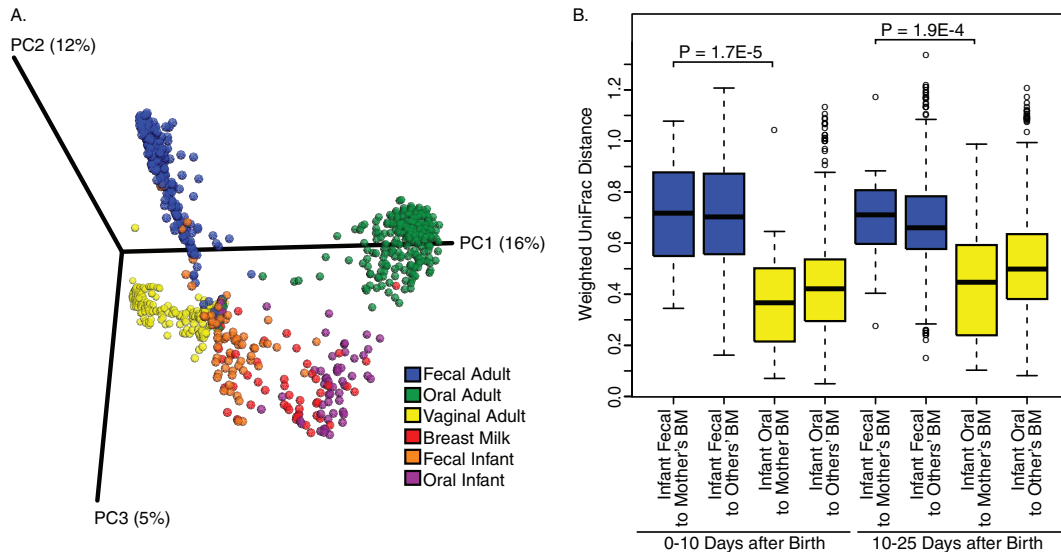 A.
PC2 (12%)
PC1 (16%)
PC3 (5%)
Fecal Adult
Oral Adult
Vaginal Adult
Breast Milk
Fecal Infant
Oral Infant
B.
P = 1.7E-5
P = 1.9E-4
Weighted UniFrac Distance
1.2
1.0
0.8
0.6
0.4
0.2
0.0
Infant Fecal
to Mother's BM
Infant Fecal
to Others' BM
Infant Oral
to Mother BM
Infant Oral
to Others' BM
Infant Fecal
to Mother's BM
Infant Fecal
to Others' BM
Infant Oral
to Mother's BM
Infant Oral
to Other's BM
0-10 Days after Birth
10-25 Days after Birth